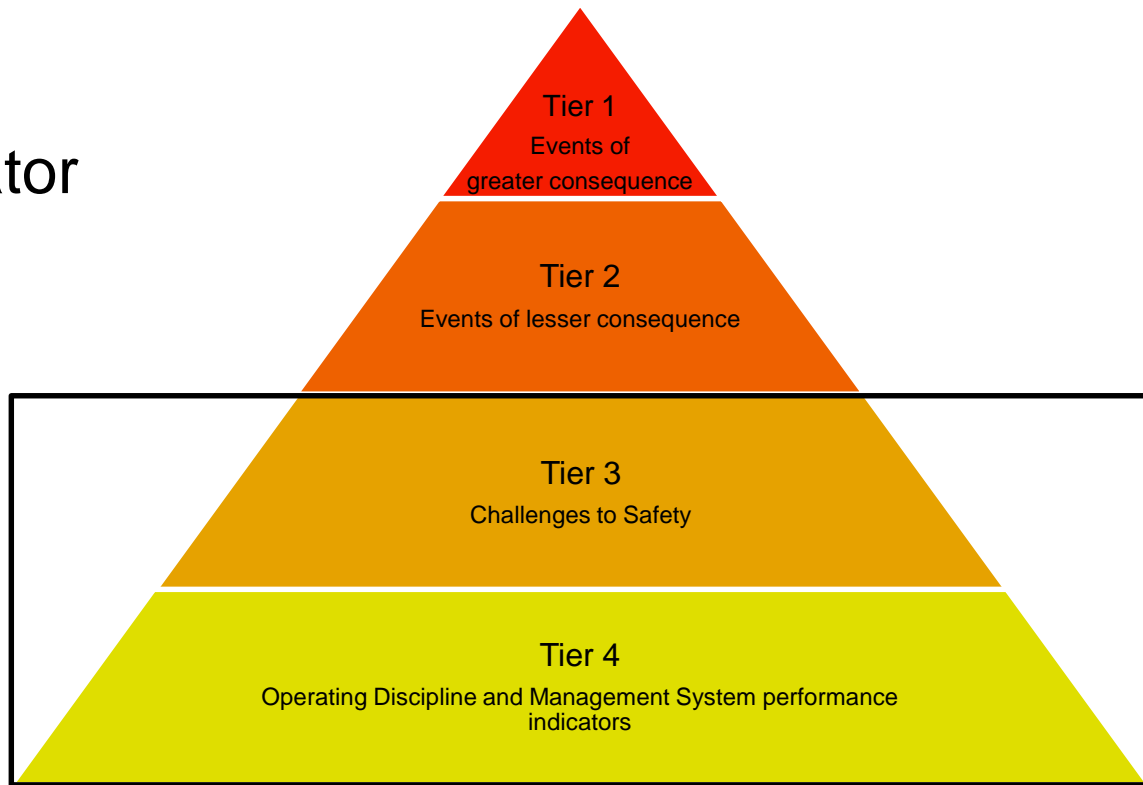 tor
Tier 1
Events of
greater consequence
Tier 2
Events of lesser consequence
Tier 3
Challenges to Safety
Tier 4
Operating Discipline and Management System performance
indicators